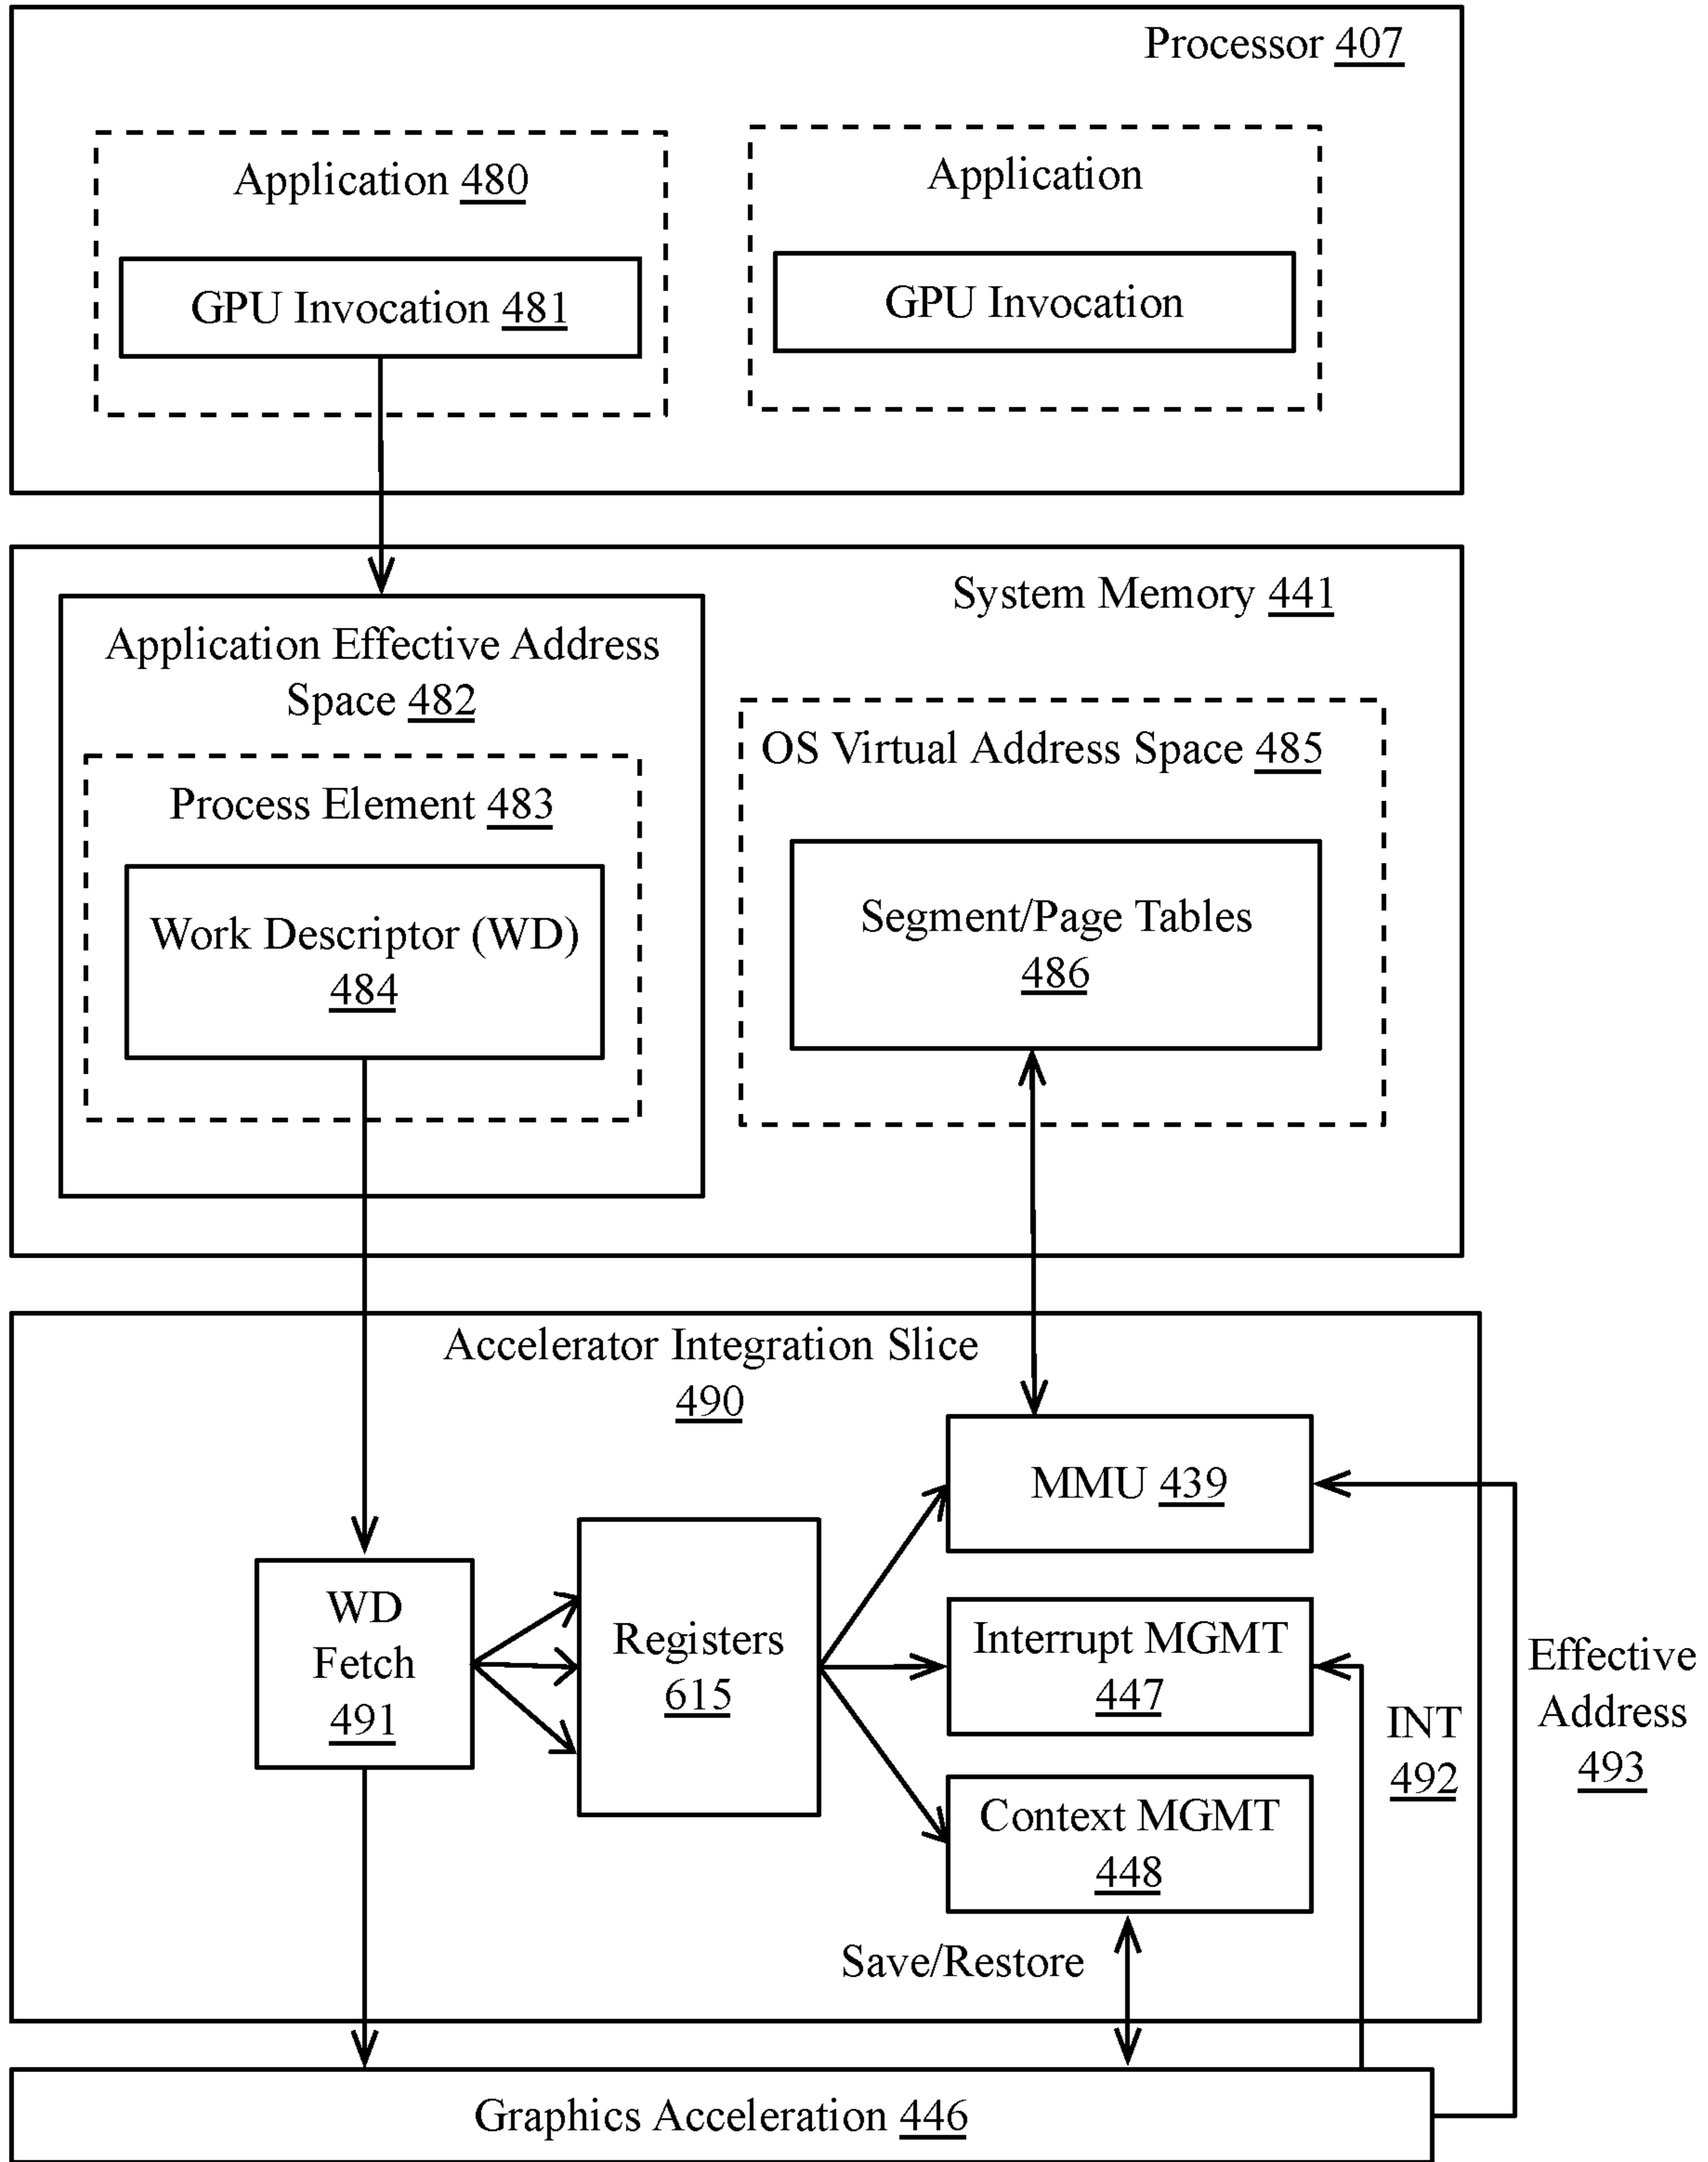 Processor 407
Application 480
GPU Invocation 481
Application
GPU Invocation
System Memory 441
Application Effective Address
Space 482
Process Element 483
Work Descriptor (WD)
484
OS Virtual Address Space 485
Segment/Page Tables
486
Accelerator Integration Slice
490
MMU 439
WD
Fetch
491
Registers
615
Interrupt MGMT
447
Context MGMT
448
INT
492
Effective
Address
493
Save/Restore
Graphics Acceleration 446